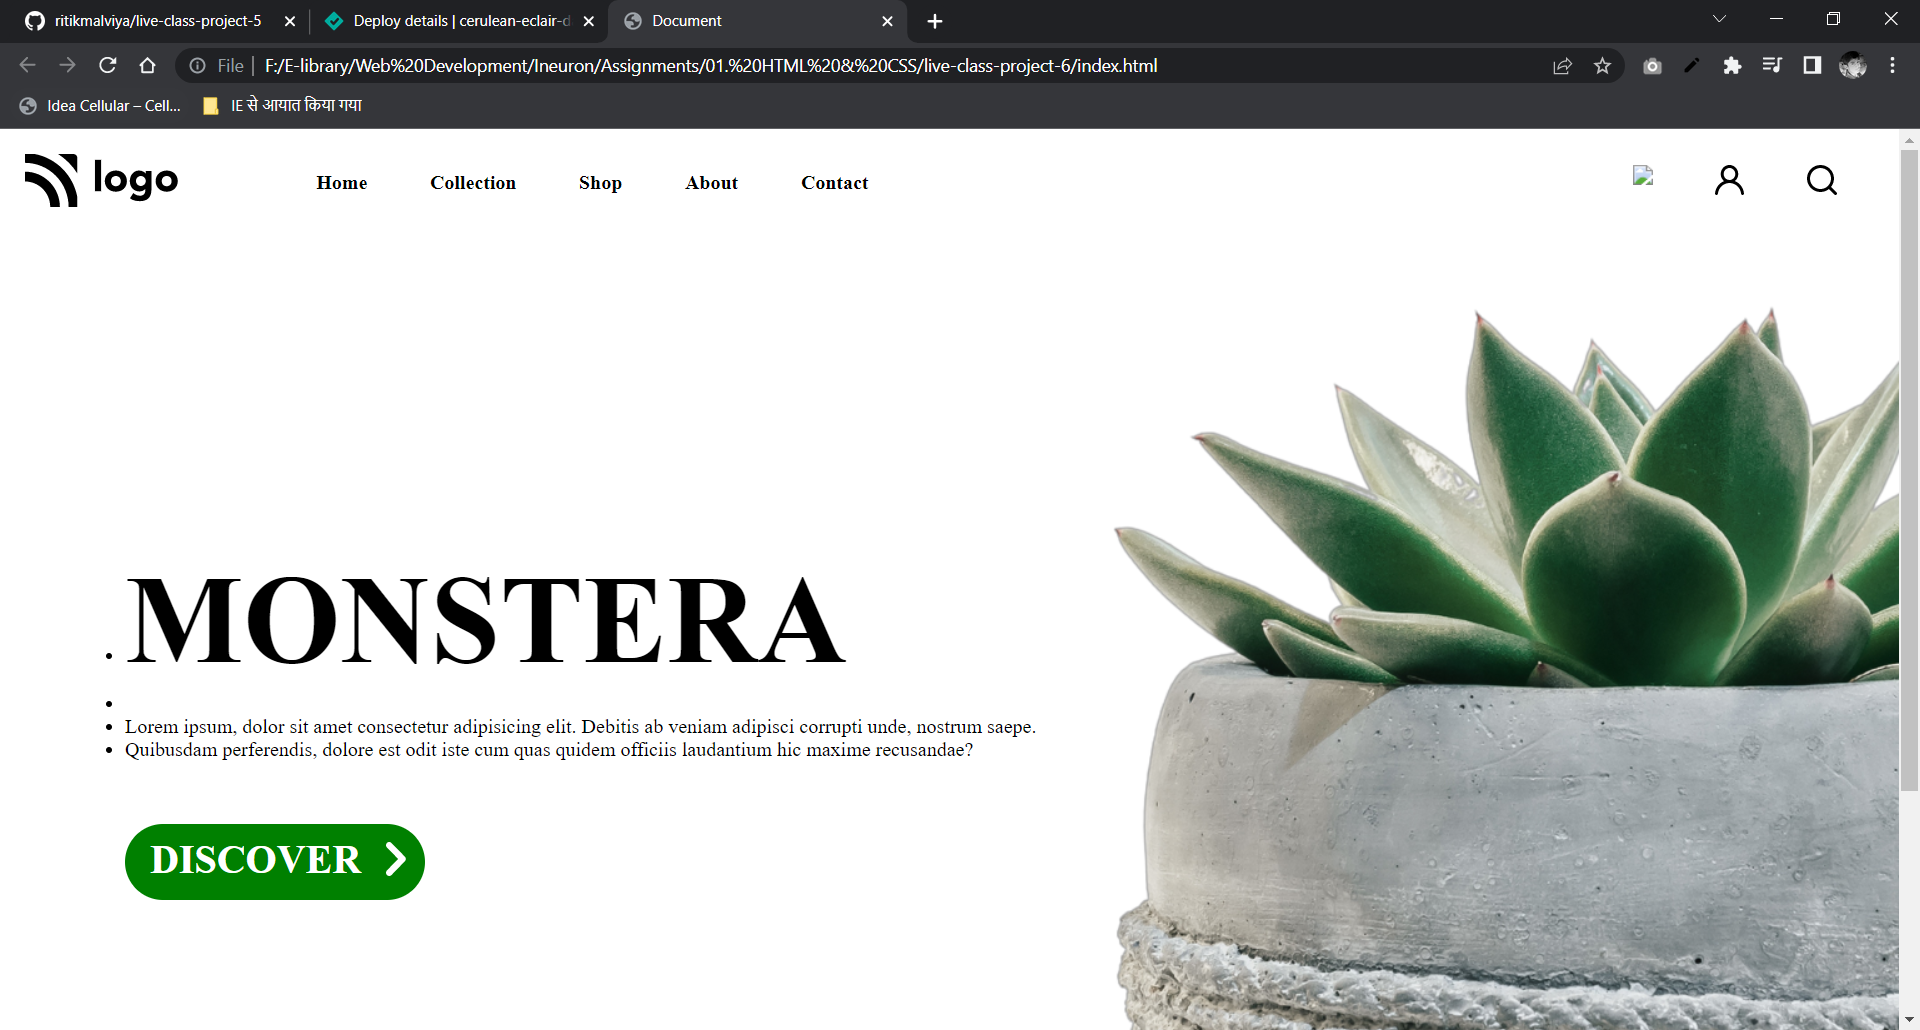 ritikmalviya/live-class-project-5
Deploy details | cerulean-eclair-d
Document
File
F:/E-library/Web%20Development/Ineuron/Assignments/01.%20HTML%20&%20CSS/live-class-project-6/index.html
Idea Cellular – Cell...
IE से आयात किया गया
logo
Home
Collection
Shop
About
Contact
MONSTERA
Lorem ipsum, dolor sit amet consectetur adipisicing elit. Debitis ab veniam adipisci corrupti unde, nostrum saepe.
Quibusdam perferendis, dolore est odit iste cum quas quidem officiis laudantium hic maxime recusandae?
DISCOVER